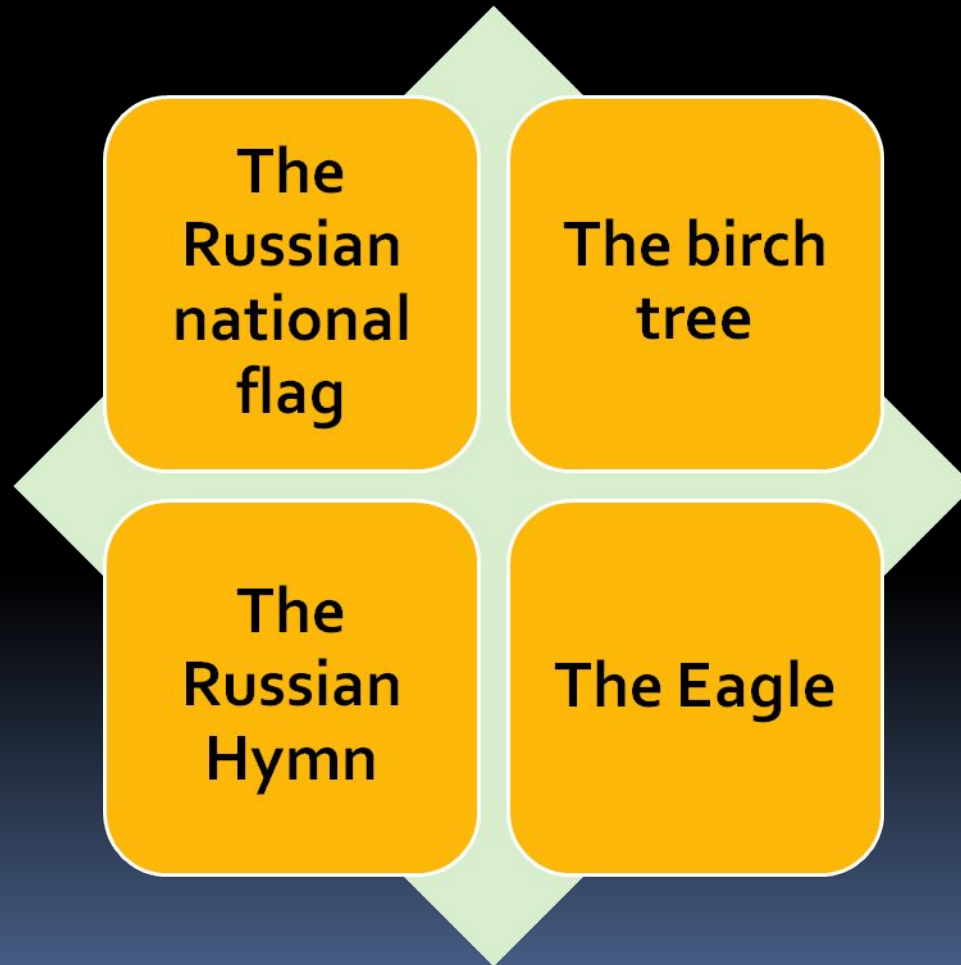 The
Russian
national
flag
The birch
tree
The
Russian
Hymn
The Eagle